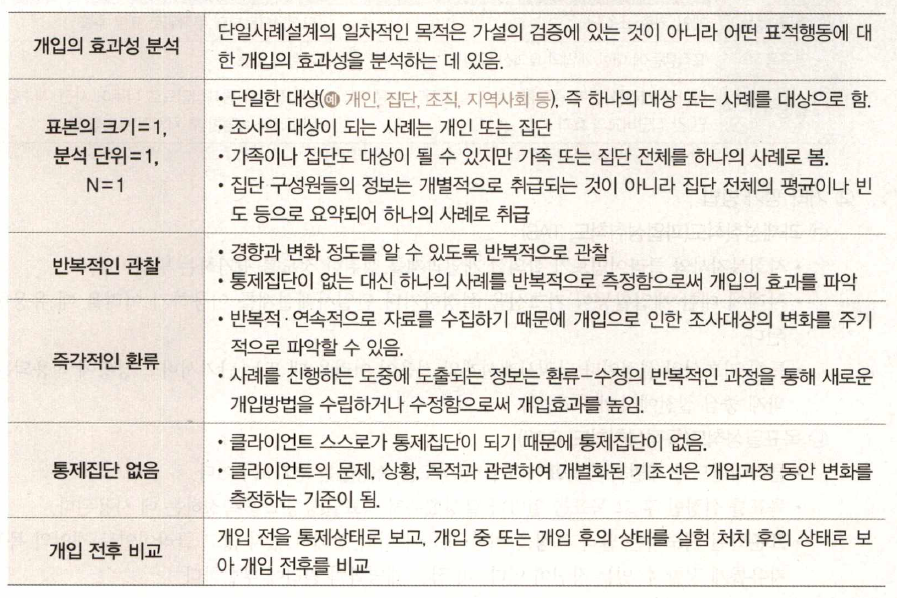 개입의 효과성 분석
단일사례설계의 일차적인 목적은 가설의 검증에 있는 것이 아니라 어떤 표적행동에 대
한 개입의 효과성을 분석하는 데 있음.
표본의 크기=1,
분석 단위=1,
N=1
• 단일한 대상(예 개인, 집단, 조직, 지역사회 등), 즉 하나의 대상 또는 사례를 대상으로 함.
• 조사의 대상이 되는 사례는 개인 또는 집단
• 가족이나 집단도 대상이 될 수 있지만 가족 또는 집단 전체를 하나의 사례로 봄.
• 집단 구성원들의 정보는 개별적으로 취급되는 것이 아니라 집단 전체의 평균이나 빈
도 등으로 요약되어 하나의 사례로 취급
반복적인 관찰
• 경향과 변화 정도를 알 수 있도록 반복적으로 관찰
• 통제집단이 없는 대신 하나의 사례를 반복적으로 측정함으로써 개입의 효과를 파악
즉각적인 환류
• 반복적·연속적으로 자료를 수집하기 때문에 개입으로 인한 조사대상의 변화를 주기
적으로 파악할 수 있음.
• 사례를 진행하는 도중에 도출되는 정보는 환류-수정의 반복적인 과정을 통해 새로운
개입방법을 수립하거나 수정함으로써 개입효과를 높임.
통제집단 없음
• 클라이언트 스스로가 통제집단이 되기 때문에 통제집단이 없음.
• 클라이언트의 문제, 상황, 목적과 관련하여 개별화된 기초선은 개입과정 동안 변화를
측정하는 기준이 됨.
개입 전후 비교
개입 전을 통제상태로 보고, 개입 중 또는 개입 후의 상태를 실험 처치 후의 상태로 보
아 개입 전후를 비교